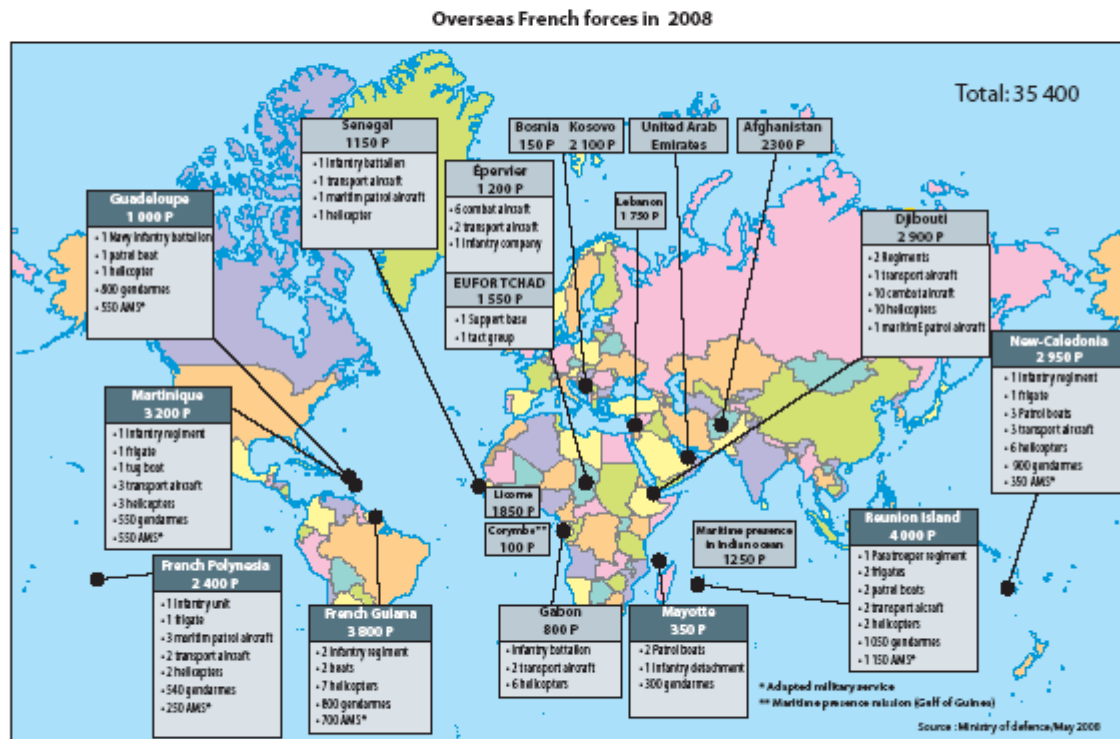 Overseas French forces in 2008
Total: 35 400
Senegal
1150 P
• 1 Infantry battallon
• 1 transport aircraft
• 1 maritim patrol aircraft
• 1 helicopter
Bosnia
150 P
Kosovo
2 100 P
United Arab
Emirates
Afghanistan
2300 P
Épervier
1 200 P
• 6 combat aircraft
• 2 transport aircraft
• 1 Infantry company
EUFOR TCHAD
1 550 P
• 1 Support base
• 1 tact group
Lebanon
1 750 P
Guadeloupe
1 000 P
• 1 Navy Infantry battallon
• 1 patrol boat
• 1 helicopter
• 800 gendarmes
• 550 AMS*
Djibouti
2 900 P
• 2 Regiments
• 1 transport aircraft
• 10 combat aircraft
• 10 helicopters
• 1 maritimE patrol aircraft
New-Caledonia
2 950 P
• 1 Infantry regiment
• 1 frigate
• 3 Patrol boats
• 3 transport aircraft
• 6 helicopters
• 900 gendarmes
• 350 AMS*
Martinique
3 200 P
• 1 Infantry regiment
• 1 frigate
• 1 tug boat
• 3 transport aircraft
• 3 helicopters
• 550 gendarmes
• 550 AMS*
Licorne
1850 P
Corymbe**
100 P
Maritime presence
in Indian ocean
1250 P
Reunion Island
4 000 P
• 1 Paratrooper regiment
• 2 frigates
• 2 patrol boats
• 2 transport aicraft
• 2 helicopters
• 1 050 gendarmes
• 1 150 AMS*
French Polynesia
2 400 P
• 1 Infantry unit
• 1 frigate
• 3 maritim patrol aircraft
• 2 transport aircraft
• 2 helicopters
• 540 gendarmes
• 250 AMS*
French Guiana
3 800 P
• 2 Infantry regiment
• 2 boats
• 7 helicopters
• 800 gendarmes
• 700 AMS*
Gabon
800 P
• Infantry battallon
• 2 transport aircraft
• 6 helicopters
Mayotte
350 P
• 2 Patrol boats
• 1 Infantry detachment
• 300 gendarmes
* Adapted military service
** Maritime presence mission (Gulf of Guinea)
Source : Ministry of defence/May 2008